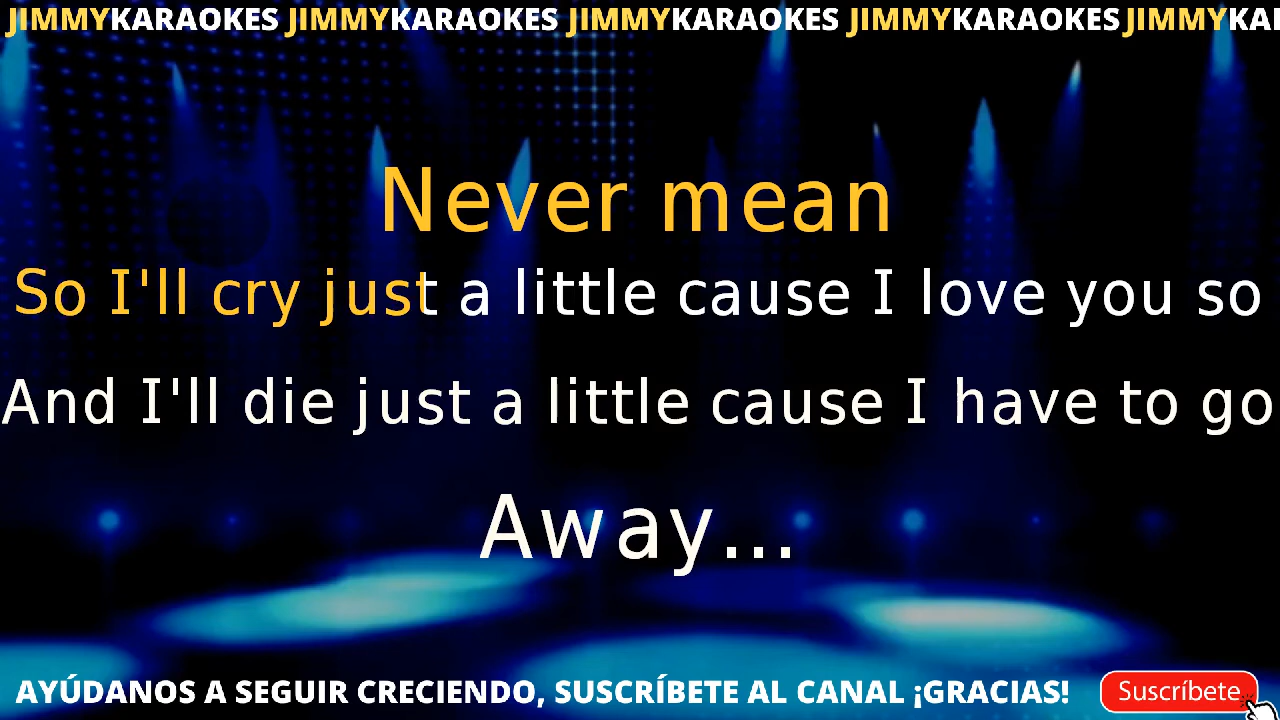 JIMMYKARAOKES JIMMYKARAOKES JIMMYKARAOKES JIMMYKARAOKES JIMMYKA
Never mean
So I'll cry just a little cause I love you so
And I'll die just a little cause I have to go
Away...
AYÚDANOS A SEGUIR CRECIENDO, SUSCRÍBETE AL CANAL ¡GRACIAS! Suscríbete